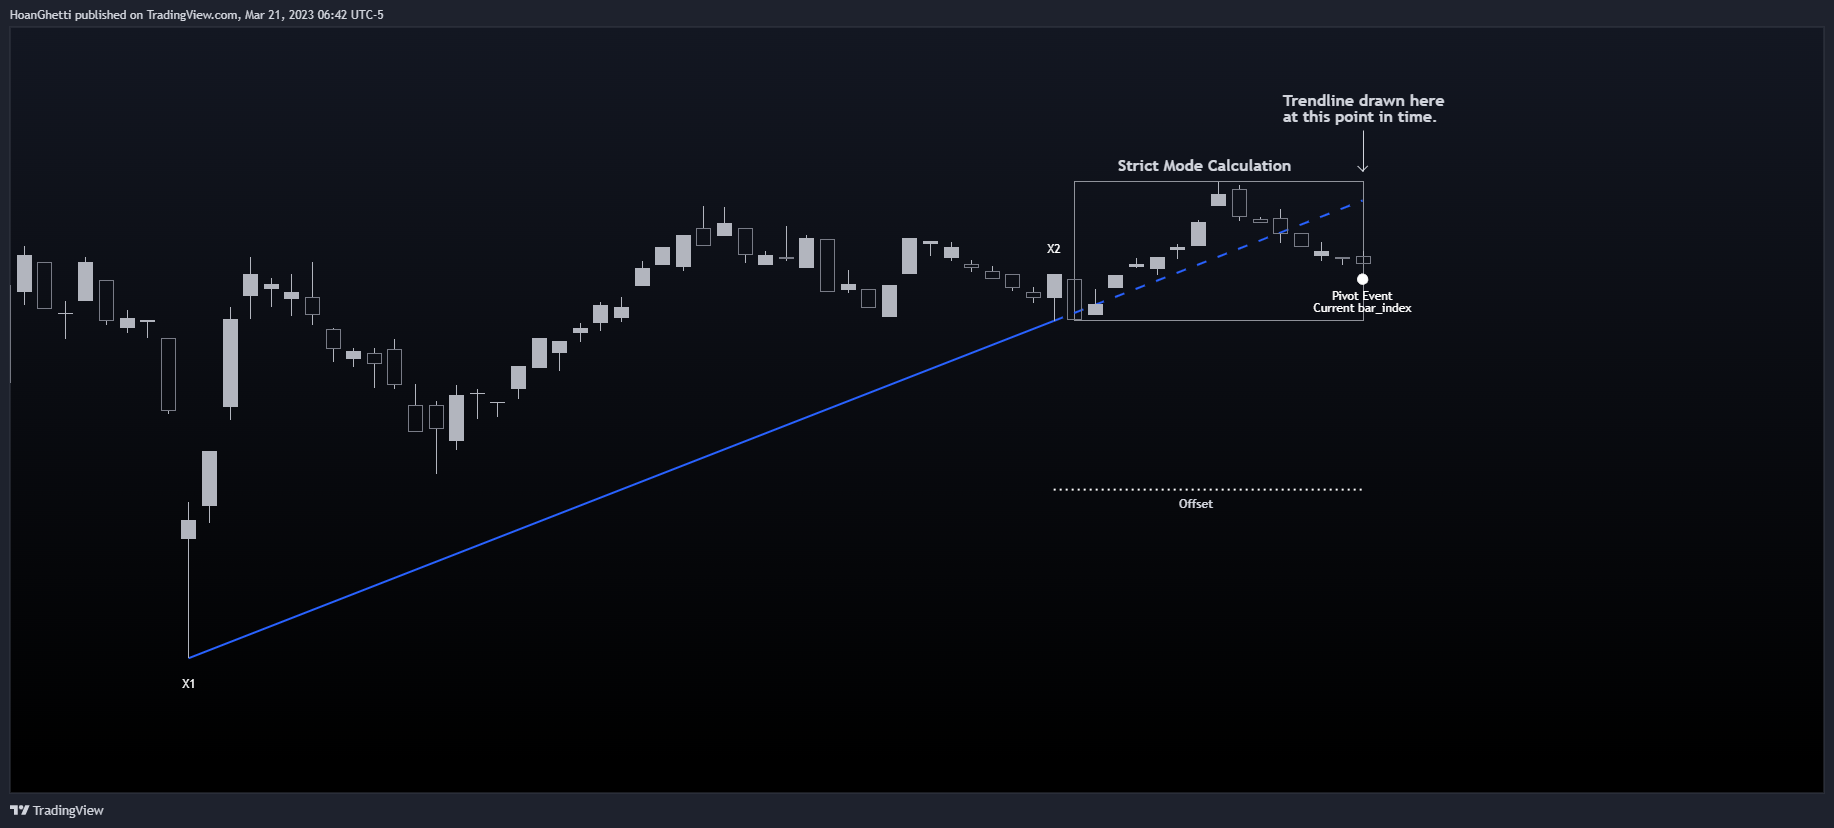 HoanGhetti published on TradingView.com, Mar 21, 2023 06:42 UTC-5
Trendline drawn here
at this point in time.
Strict Mode Calculation
X2
Pivot Event
Current bar_index
Offset
X1
TradingView